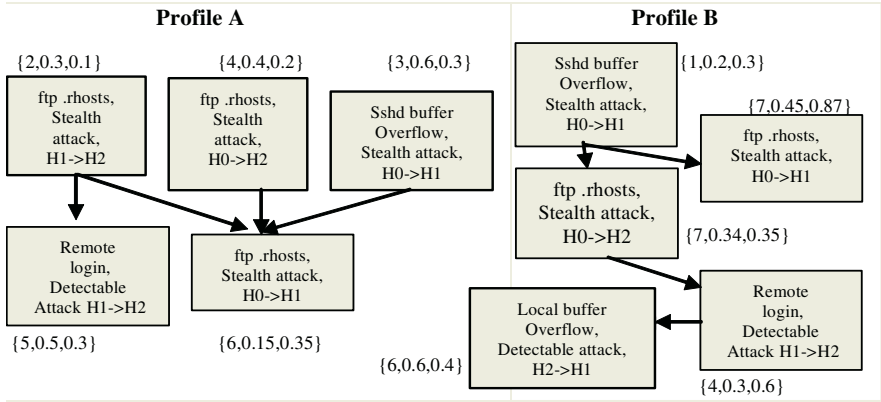 Profile A
{2,0.3,0.1}
ftp .rhosts,
Stealth
attack,
H1->H2
{4,0.4,0.2}
ftp .rhosts,
Stealth
attack,
H0->H2
{3,0.6,0.3}
Sshd buffer
Overflow,
Stealth attack,
H0->H1
Remote
login,
Detectable
Attack H1->H2
{5,0.5,0.3}
ftp .rhosts,
Stealth attack,
H0->H1
{6,0.15,0.35}
Profile B
Sshd buffer
Overflow,
Stealth attack,
H0->H1
{1,0.2,0.3}
{7,0.45,0.87}
ftp .rhosts,
Stealth attack,
H0->H1
ftp .rhosts,
Stealth attack,
H0->H2
{7,0.34,0.35}
Local buffer
Overflow,
Detectable attack,
H2->H1
{6,0.6,0.4}
Remote
login,
Detectable
Attack H1->H2
{4,0.3,0.6}